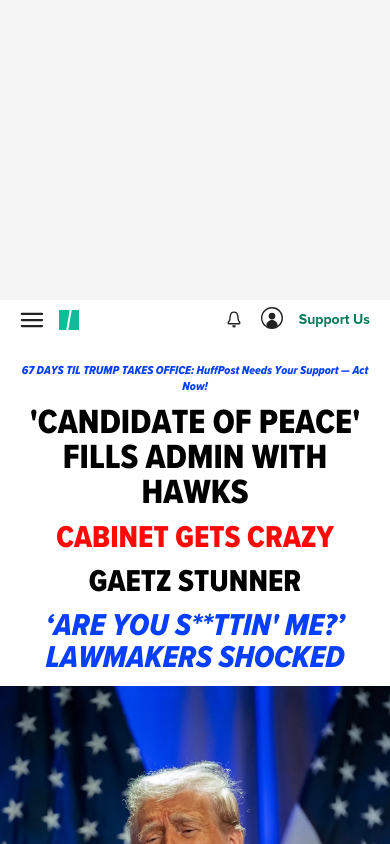 Support Us
67 DAYS TIL TRUMP TAKES OFFICE: HuffPost Needs Your Support — Act
Now!
'CANDIDATE OF PEACE'
FILLS ADMIN WITH
HAWKS
CABINET GETS CRAZY
GAETZ STUNNER
‘ARE YOU S**TTIN' ME?’
LAWMAKERS SHOCKED